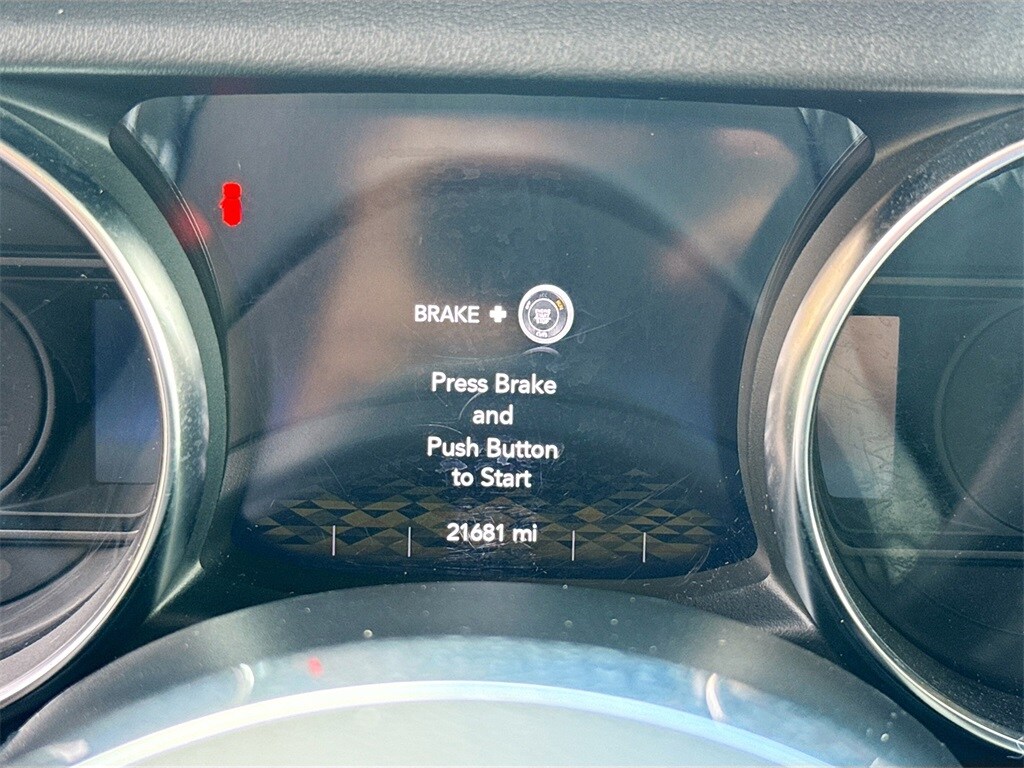 BRAKE +
Press Brake
and
Push Button
to Start
21681 mi